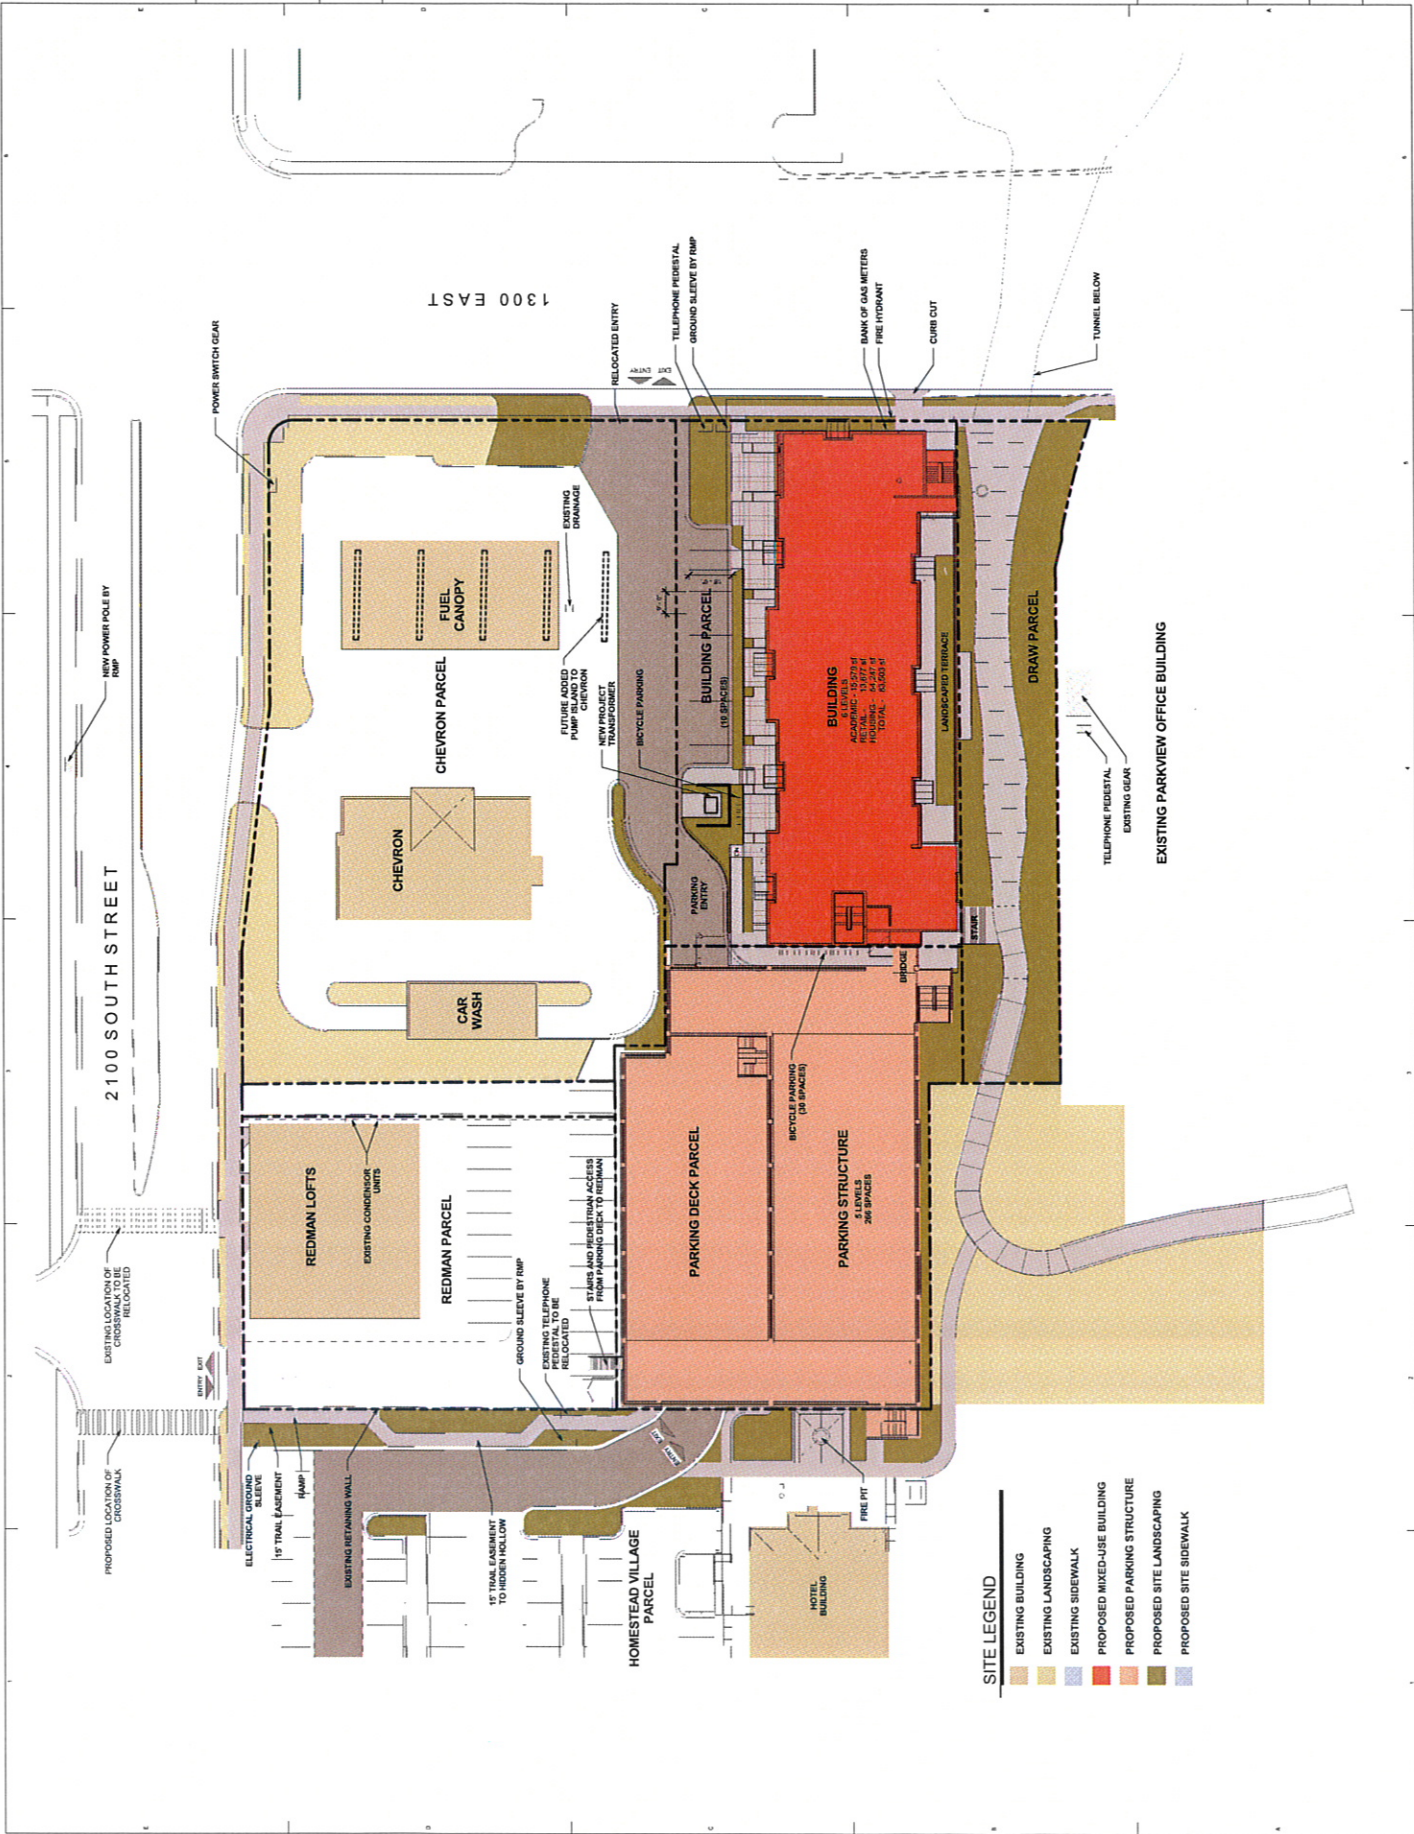 2100 SOUTH STREET
1300 EAST
NEW POWER POLE BY
RMP
POWER SWITCH GEAR
EXISTING LOCATION OF
CROSSWALK TO BE
RELOCATED
PROPOSED LOCATION OF
CROSSWALK
ENTRY
EXIT
ELECTRICAL GROUND
SLEEVE
15' TRAIL EASEMENT
RAMP
EXISTING RETAINING WALL
REDMAN LOFTS
EXISTING CONDENSOR
UNITS
REDMAN PARCEL
CAR
WASH
CHEVRON
CHEVRON PARCEL
FUEL
CANOPY
EXISTING
DRAINAGE
FUTURE ADDED
PUMP ISLAND TO
CHEVRON
NEW PROJECT
TRANSFORMER
BICYCLE PARKING
RELOCATED ENTRY
ENTRY
EXIT
TELEPHONE PEDESTAL
GROUND SLEEVE BY RMP
BUILDING PARCEL
(10 SPACES)
PARKING
ENTRY
GROUND SLEEVE BY RMP
EXISTING TELEPHONE
PEDESTAL TO BE
RELOCATED
STAIRS AND PEDESTRIAN ACCESS
FROM PARKING DECK TO REDMAN
15' TRAIL EASEMENT
TO HIDDEN HOLLOW
ENTRY
EXIT
HOMESTEAD VILLAGE
PARCEL
HOTEL
BUILDING
FIRE PIT
PARKING DECK PARCEL
PARKING STRUCTURE
5 LEVELS
266 SPACES
BICYCLE PARKING
(30 SPACES)
BRIDGE
STAIR
BUILDING
6 LEVELS
LANDSCAPED TERRACE
BANK OF GAS METERS
FIRE HYDRANT
CURB CUT
TUNNEL BELOW
DRAW PARCEL
TELEPHONE PEDESTAL
EXISTING GEAR
EXISTING PARKVIEW OFFICE BUILDING
SITE LEGEND
EXISTING BUILDING
EXISTING LANDSCAPING
EXISTING SIDEWALK
PROPOSED MIXED-USE BUILDING
PROPOSED PARKING STRUCTURE
PROPOSED SITE LANDSCAPING
PROPOSED SITE SIDEWALK